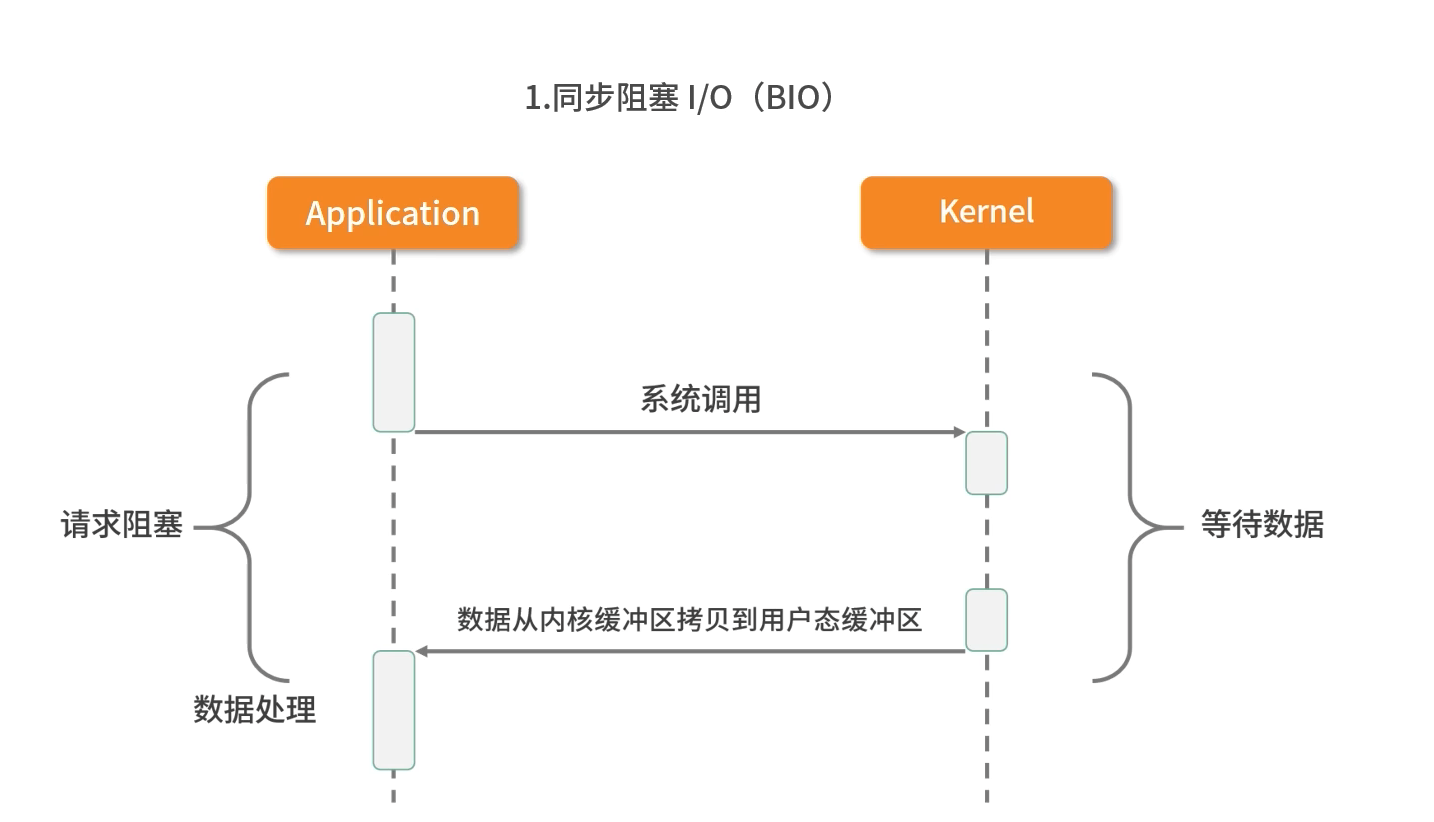 1.同步阻塞 I/O（BIO）
Application
Kernel
系统调用
请求阻塞
等待数据
数据从内核缓冲区拷贝到用户态缓冲区
数据处理